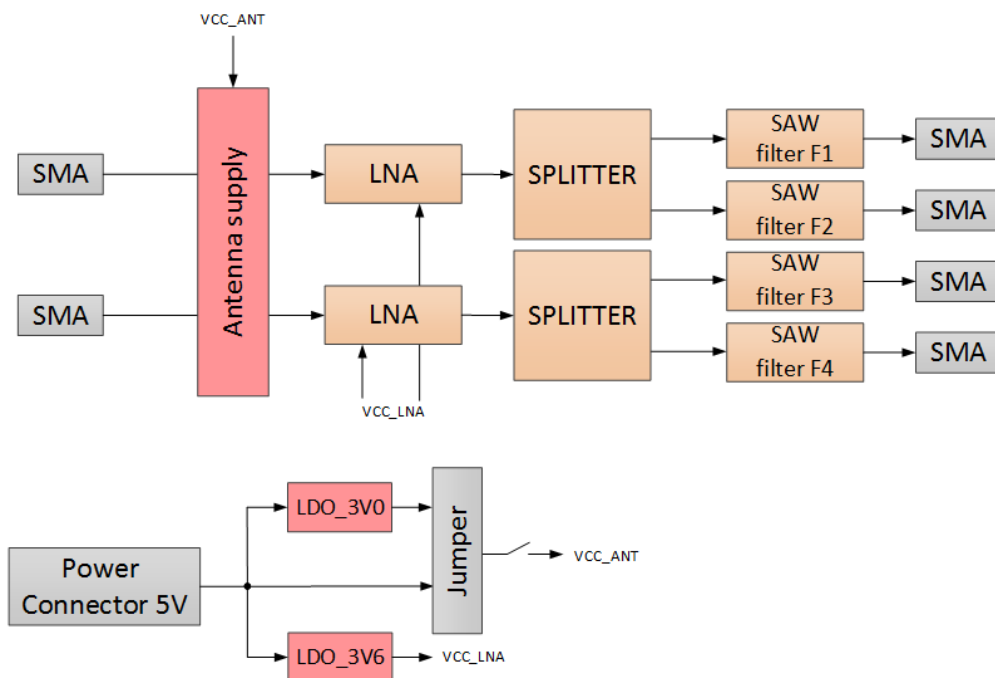 VCC_ANT
SMA
SMA
Antenna supply
LNA
LNA
VCC_LNA
SPLITTER
SPLITTER
SAW
filter F1
SAW
filter F2
SAW
filter F3
SAW
filter F4
SMA
SMA
SMA
SMA
Power
Connector 5V
LDO_3V0
LDO_3V6
Jumper
VCC_ANT
VCC_LNA